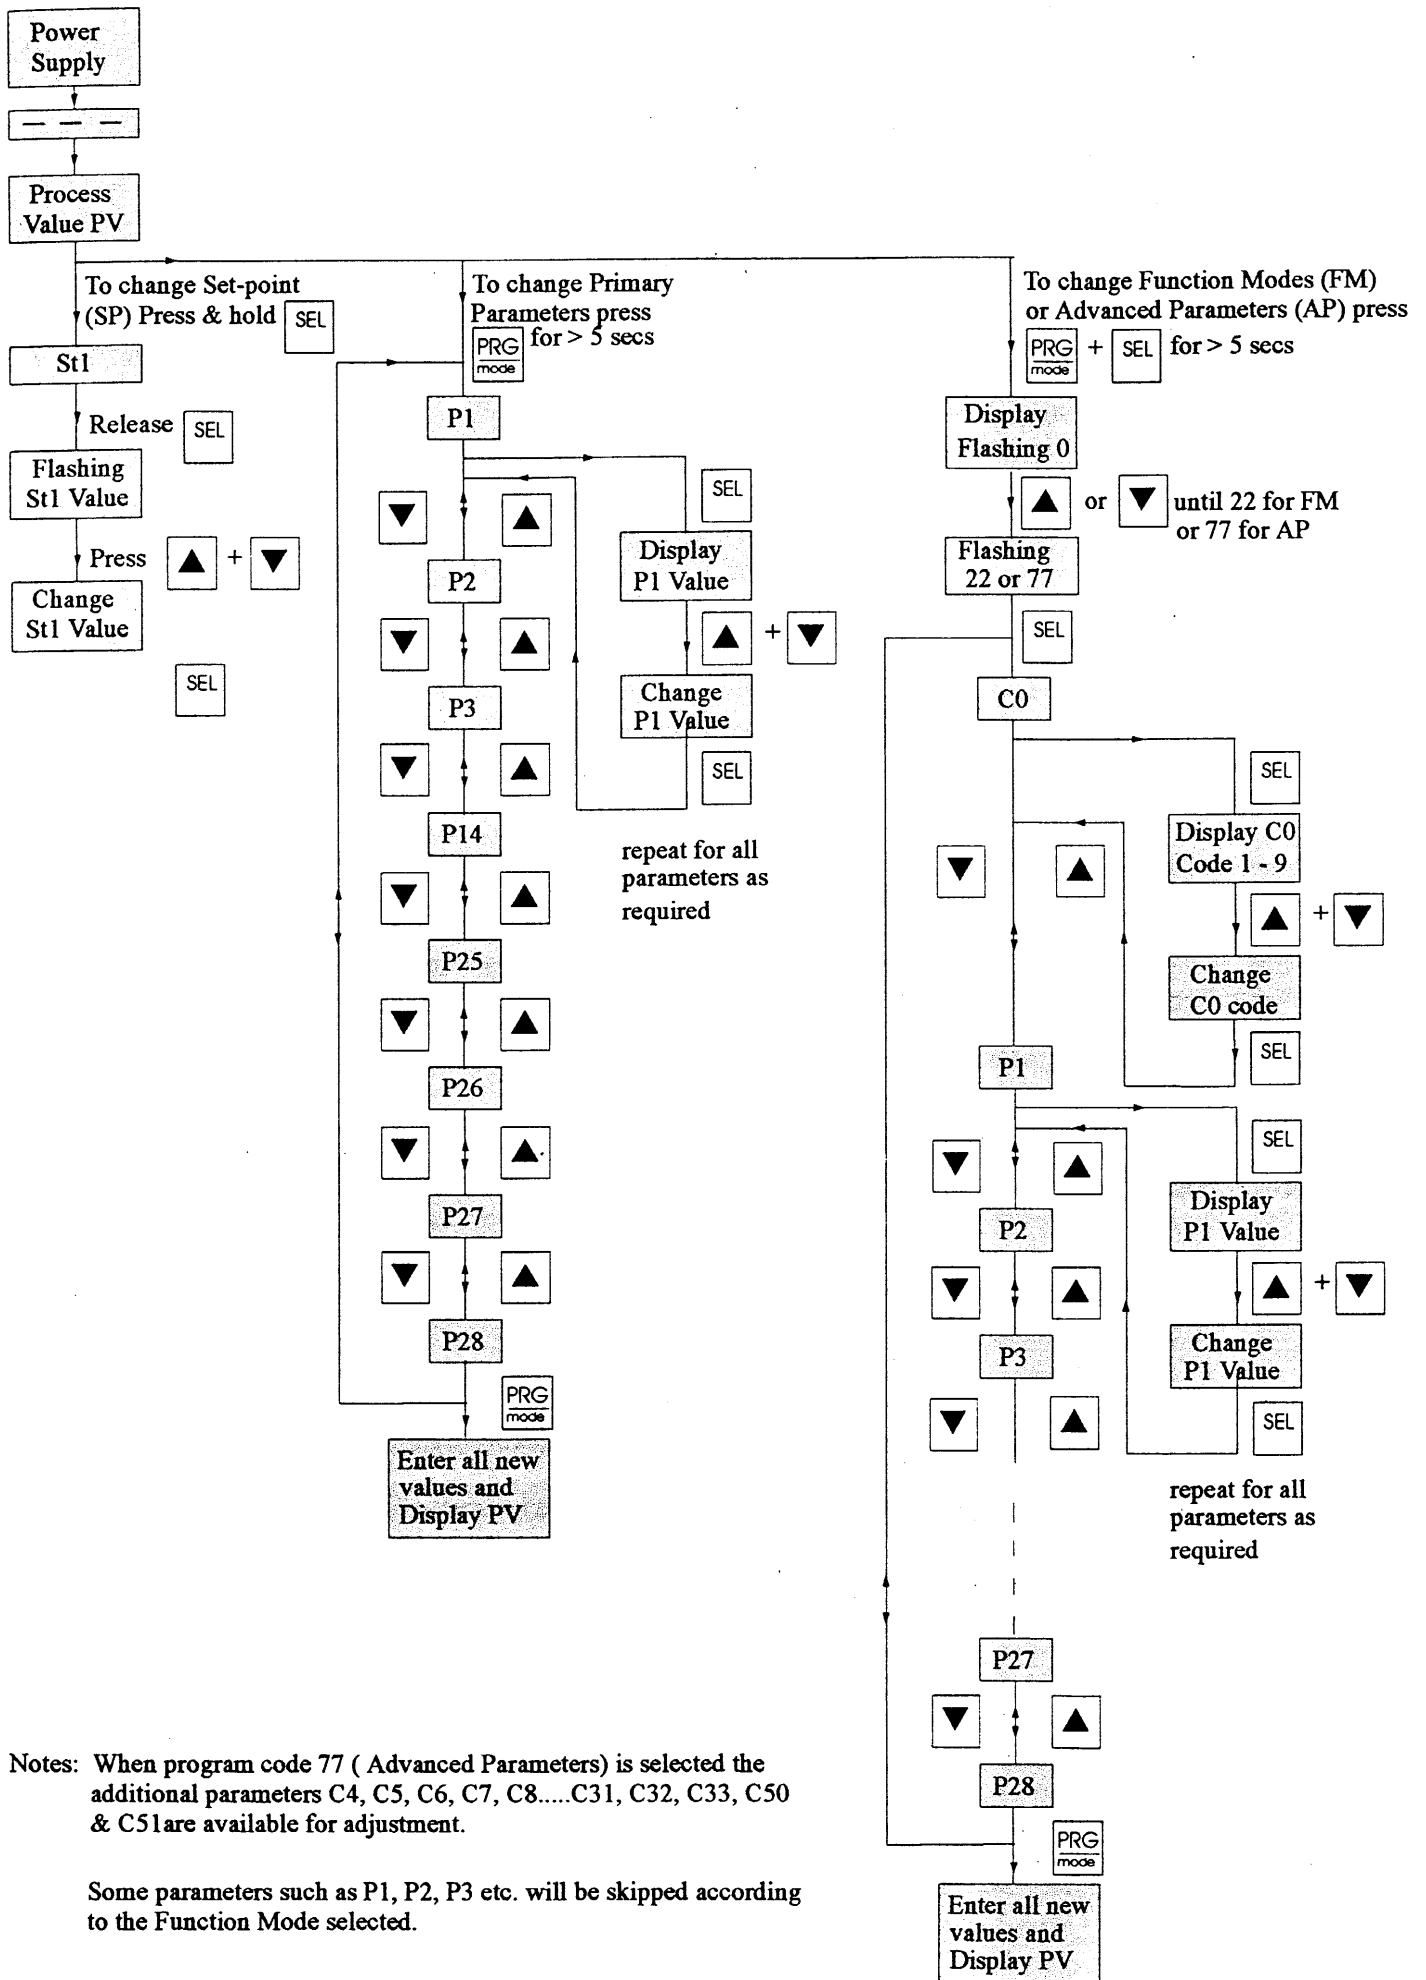 Power
Supply
— — —
Process
Value PV
To change Set-point
(SP) Press & hold
SEL
St1
Release
SEL
Flashing
St1 Value
Press
+
Change
St1 Value
SEL
To change Primary
Parameters press
PRG
mode
for > 5 secs
P1
SEL
Display
P1 Value
+
Change
P1 Value
SEL
repeat for all
parameters as
required
P2
P3
P14
P25
P26
P27
P28
PRG
mode
Enter all new
values and
Display PV
To change Function Modes (FM)
or Advanced Parameters (AP) press
PRG
mode
+
SEL
for > 5 secs
Display
Flashing 0
or
until 22 for FM
or 77 for AP
Flashing
22 or 77
SEL
C0
SEL
Display C0
Code 1 - 9
+
Change
C0 code
SEL
P1
SEL
Display
P1 Value
+
Change
P1 Value
SEL
repeat for all
parameters as
required
P2
P3
P27
P28
PRG
mode
Enter all new
values and
Display PV
Notes: When program code 77 ( Advanced Parameters) is selected the
additional parameters C4, C5, C6, C7, C8.....C31, C32, C33, C50
& C51are available for adjustment.
Some parameters such as P1, P2, P3 etc. will be skipped according
to the Function Mode selected.